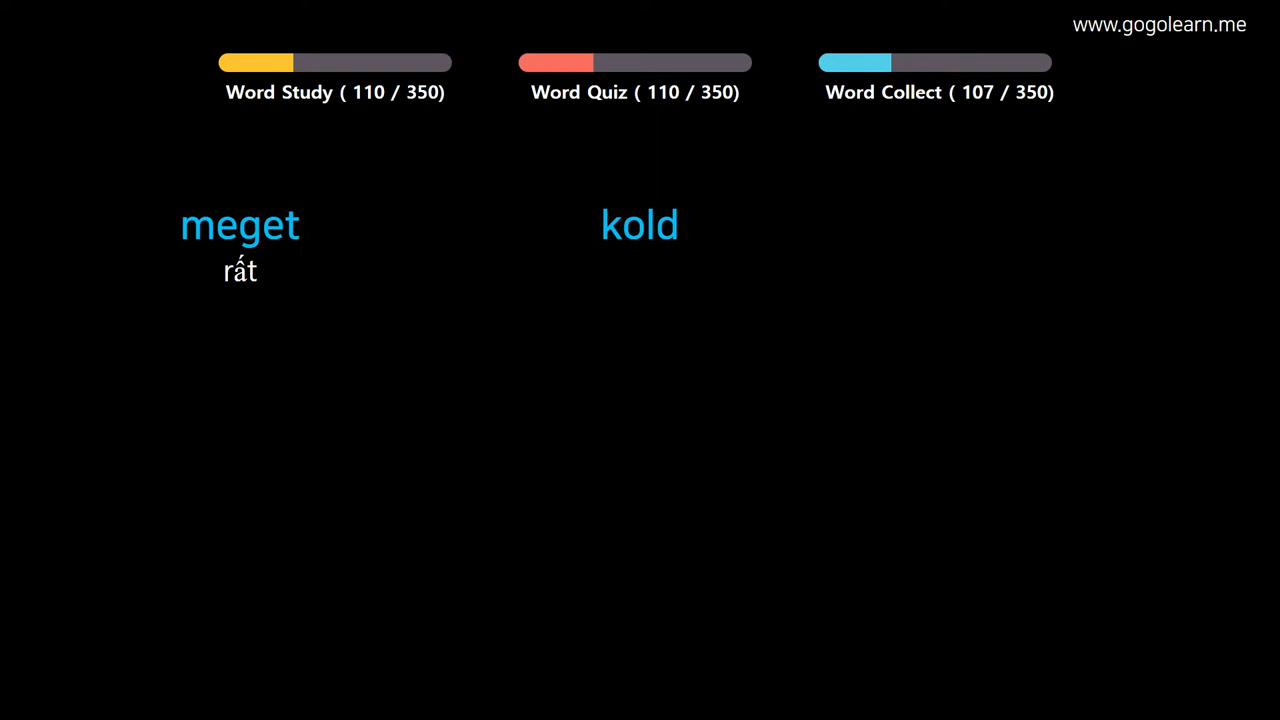 www.gogolearn.me
Word Study ( 110 / 350)
Word Quiz ( 110 / 350)
Word Collect ( 107 / 350)
meget
kold
rất